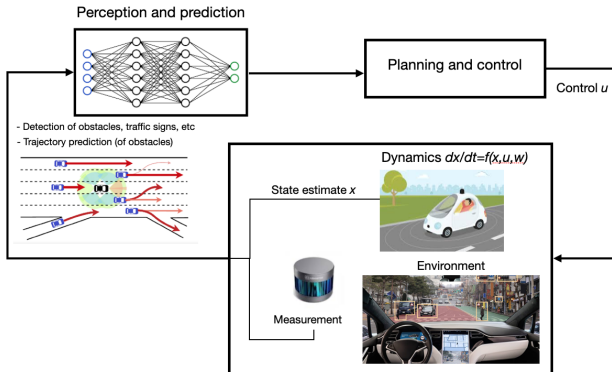 Perception and prediction
Planning and control
Control u
- Detection of obstacles, traffic signs, etc
- Trajectory prediction (of obstacles)
Dynamics dx/dt=f(x,u,w)
State estimate x
Environment
Measurement